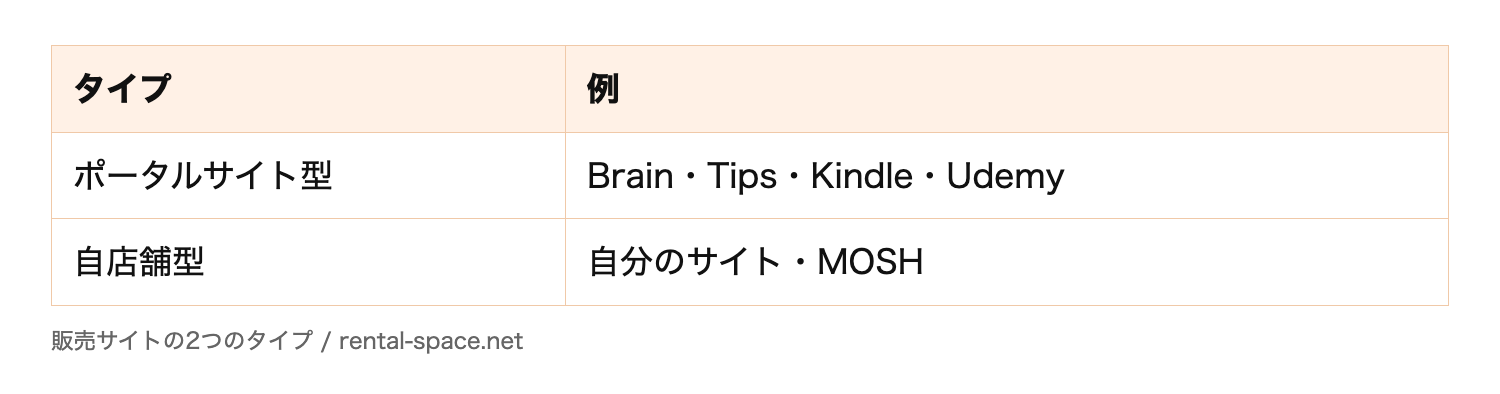 タイプ 例
ポータルサイト型 Brain・Tips・Kindle・Udemy
自店舗型 自分のサイト・MOSH
販売サイトの2つのタイプ / rental-space.net